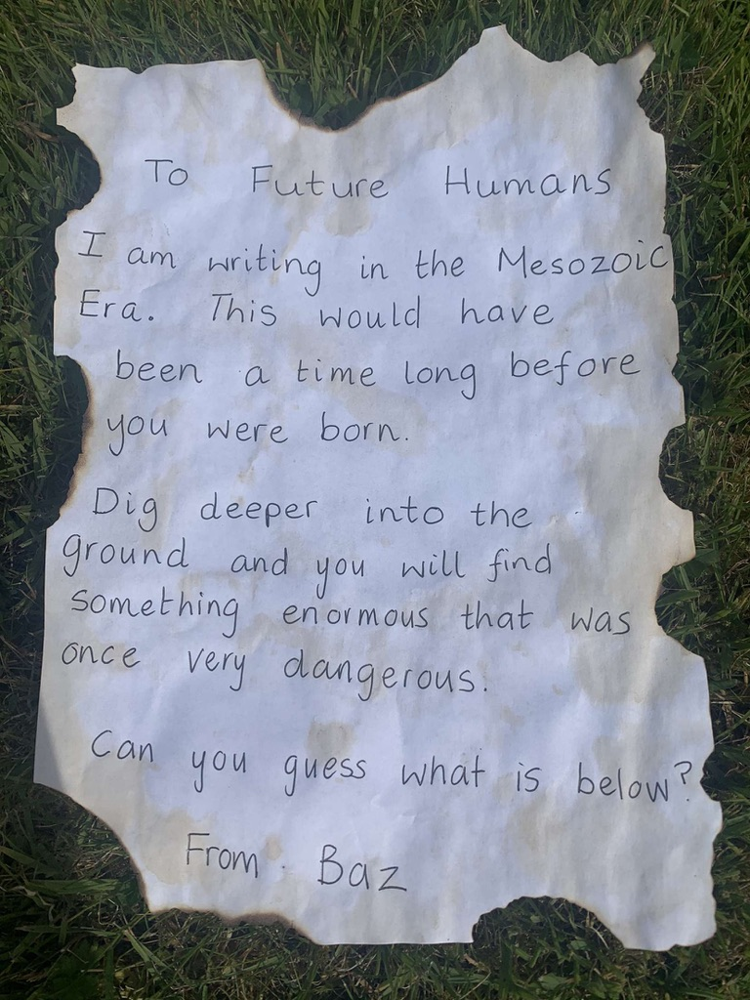 To Future Humans
I am writing in the Mesozoic
Era. This would have
been a time long before
you were born.
Dig deeper into the
ground and you will find
something enormous that was
once very dangerous.
Can you guess what is below?
From Baz